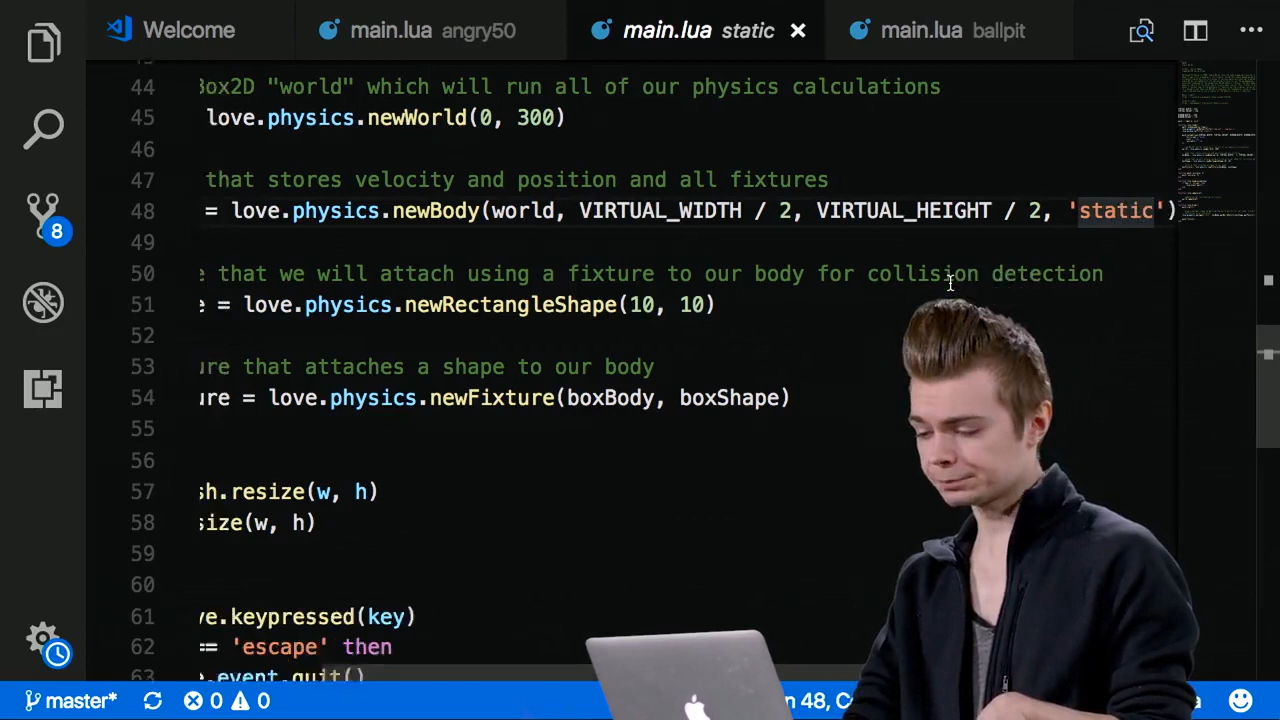 Welcome
main.lua angry50
main.lua static
main.lua ballpit
44 Box2D "world" which will run all of our physics calculations
45 love.physics.newWorld(0, 300)
46
47 that stores velocity and position and all fixtures
48 = love.physics.newBody(world, VIRTUAL_WIDTH / 2, VIRTUAL_HEIGHT / 2, 'static')
49
50 e that we will attach using a fixture to our body for collision detection
51 e = love.physics.newRectangleShape(10, 10)
52
53 ure that attaches a shape to our body
54 ure = love.physics.newFixture(boxBody, boxShape)
55
56
57 sh.resize(w, h)
58 size(w, h)
59
60
61 ve.keypressed(key)
62 == 'escape' then
63 e.event.quit()
8
master* 0 0 n 48, C